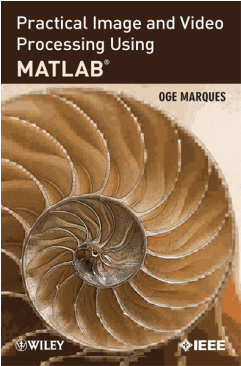 Practical Image and Video
Processing Using
MATLAB®
OGE MARQUES
WILEY
IEEE